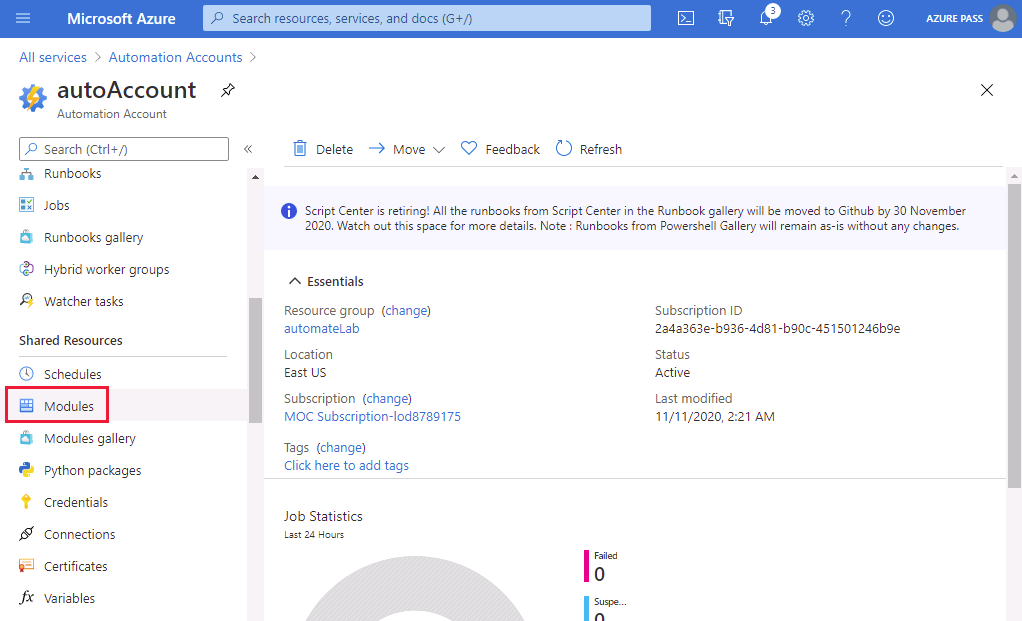 Microsoft Azure
Search resources, services, and docs (G+/)
3
AZURE PASS
All services > Automation Accounts >
autoAccount
Automation Account
Search (Ctrl+/)
«
Delete
Move
Feedback
Refresh
Runbooks
Jobs
Runbooks gallery
Hybrid worker groups
Watcher tasks
Shared Resources
Schedules
Modules
Modules gallery
Python packages
Credentials
Connections
Certificates
Variables
Script Center is retiring! All the runbooks from Script Center in the Runbook gallery will be moved to Github by 30 November
2020. Watch out this space for more details. Note : Runbooks from Powershell Gallery will remain as-is without any changes.
Essentials
Resource group (change)
automateLab
Location
East US
Subscription (change)
MOC Subscription-lod8789175
Tags (change)
Click here to add tags
Subscription ID
2a4a363e-b936-4d81-b90c-451501246b9e
Status
Active
Last modified
11/11/2020, 2:21 AM
Job Statistics
Last 24 Hours
Failed
0
Suspe...
0